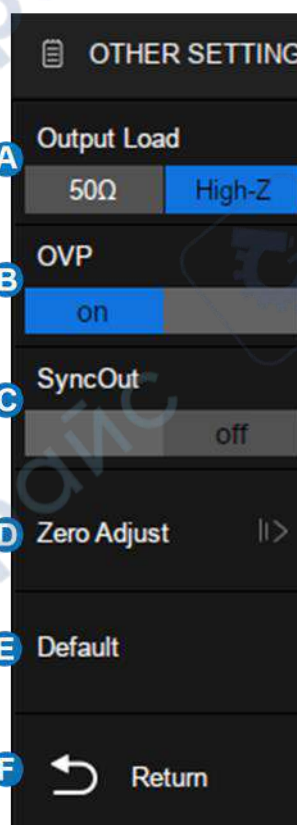 OTHER SETTING
A
Output Load
50Ω High-Z
OVP
B
on
SyncOut
C
off
D Zero Adjust
E Default
F Return